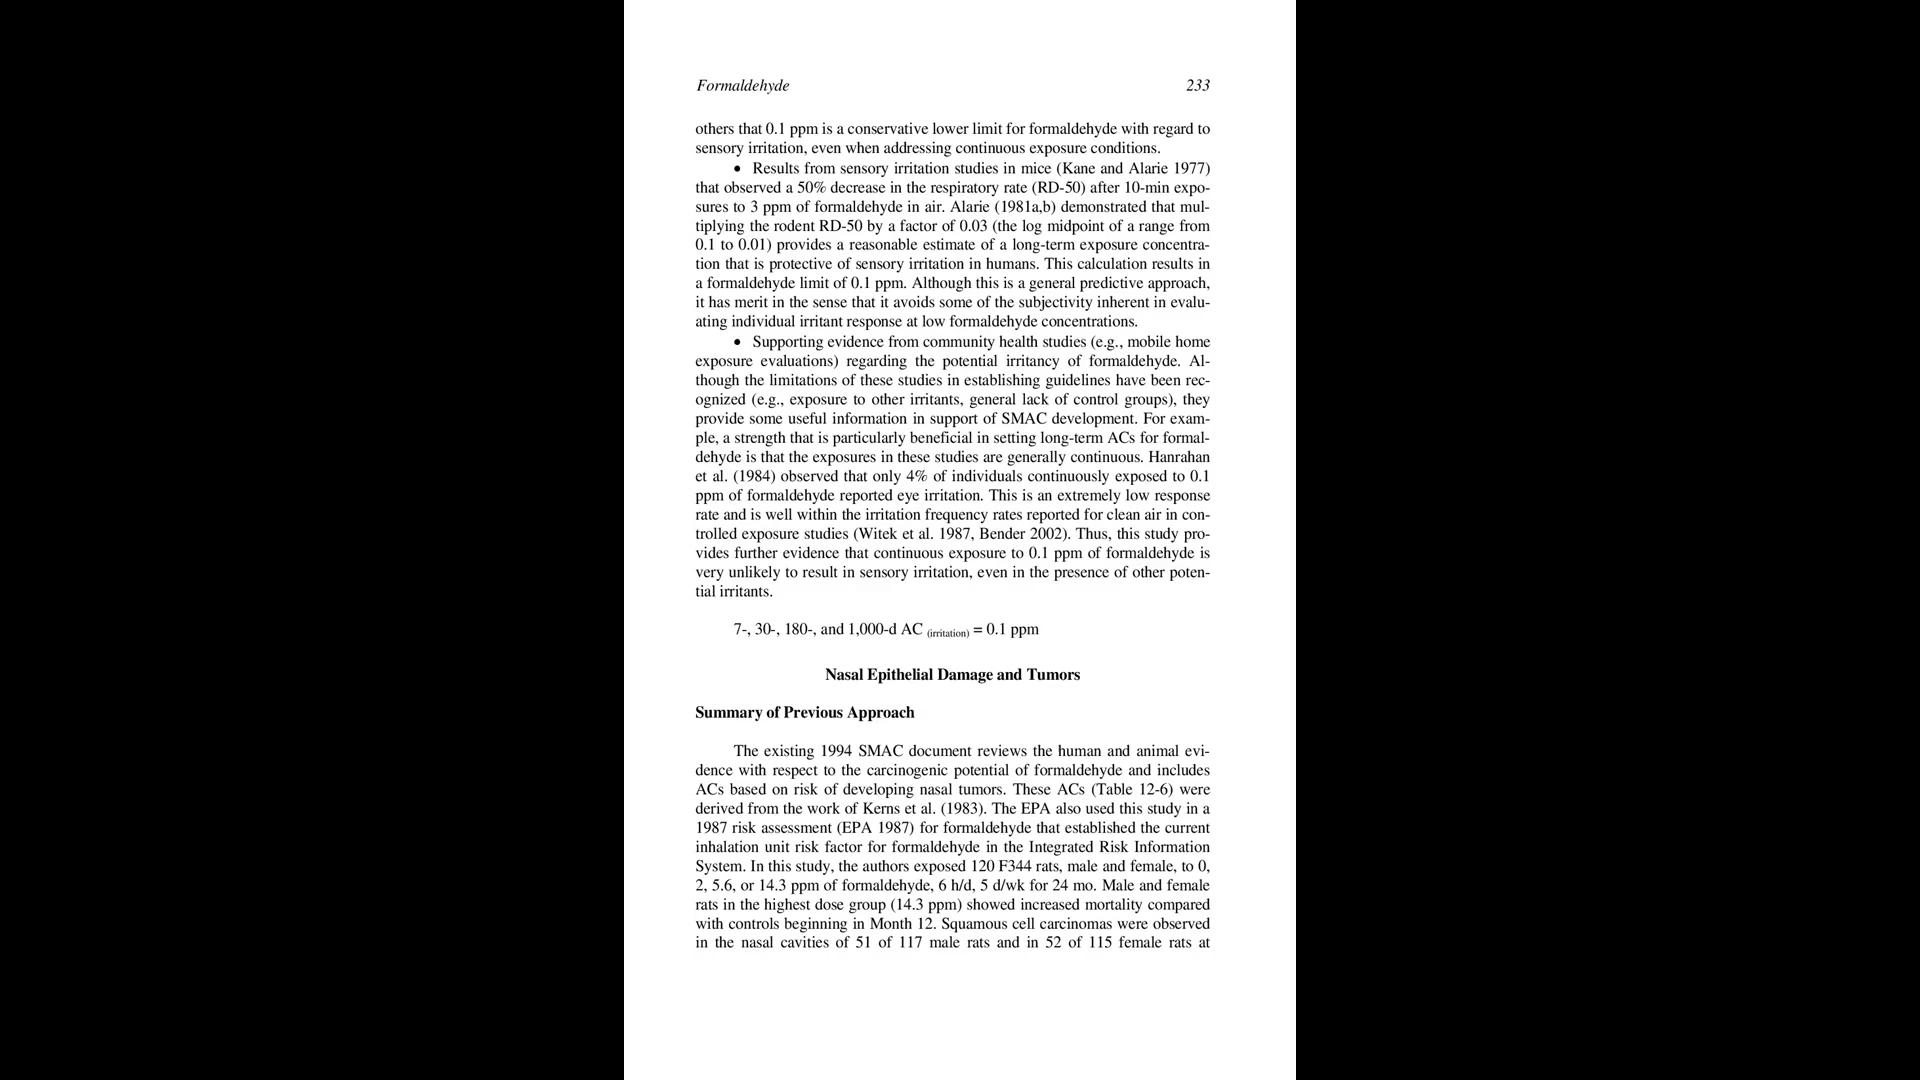 Formaldehyde 233
others that 0.1 ppm is a conservative lower limit for formaldehyde with regard to
sensory irritation, even when addressing continuous exposure conditions.
• Results from sensory irritation studies in mice (Kane and Alarie 1977)
that observed a 50% decrease in the respiratory rate (RD-50) after 10-min expo-
sures to 3 ppm of formaldehyde in air. Alarie (1981a,b) demonstrated that mul-
tiplying the rodent RD-50 by a factor of 0.03 (the log midpoint of a range from
0.1 to 0.01) provides a reasonable estimate of a long-term exposure concentra-
tion that is protective of sensory irritation in humans. This calculation results in
a formaldehyde limit of 0.1 ppm. Although this is a general predictive approach,
it has merit in the sense that it avoids some of the subjectivity inherent in evalu-
ating individual irritant response at low formaldehyde concentrations.
• Supporting evidence from community health studies (e.g., mobile home
exposure evaluations) regarding the potential irritancy of formaldehyde. Al-
though the limitations of these studies in establishing guidelines have been rec-
ognized (e.g., exposure to other irritants, general lack of control groups), they
provide some useful information in support of SMAC development. For exam-
ple, a strength that is particularly beneficial in setting long-term ACs for formal-
dehyde is that the exposures in these studies are generally continuous. Hanrahan
et al. (1984) observed that only 4% of individuals continuously exposed to 0.1
ppm of formaldehyde reported eye irritation. This is an extremely low response
rate and is well within the irritation frequency rates reported for clean air in con-
trolled exposure studies (Witek et al. 1987, Bender 2002). Thus, this study pro-
vides further evidence that continuous exposure to 0.1 ppm of formaldehyde is
very unlikely to result in sensory irritation, even in the presence of other poten-
tial irritants.
7-, 30-, 180-, and 1,000-d AC (irritation) = 0.1 ppm
Nasal Epithelial Damage and Tumors
Summary of Previous Approach
The existing 1994 SMAC document reviews the human and animal evi-
dence with respect to the carcinogenic potential of formaldehyde and includes
ACs based on risk of developing nasal tumors. These ACs (Table 12-6) were
derived from the work of Kerns et al. (1983). The EPA also used this study in a
1987 risk assessment (EPA 1987) for formaldehyde that established the current
inhalation unit risk factor for formaldehyde in the Integrated Risk Information
System. In this study, the authors exposed 120 F344 rats, male and female, to 0,
2, 5.6, or 14.3 ppm of formaldehyde, 6 h/d, 5 d/wk for 24 mo. Male and female
rats in the highest dose group (14.3 ppm) showed increased mortality compared
with controls beginning in Month 12. Squamous cell carcinomas were observed
in the nasal cavities of 51 of 117 male rats and in 52 of 115 female rats at